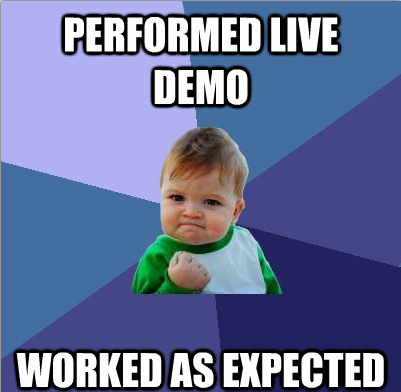 PERFORMED LIVE
DEMO
WORKED AS EXPECTED